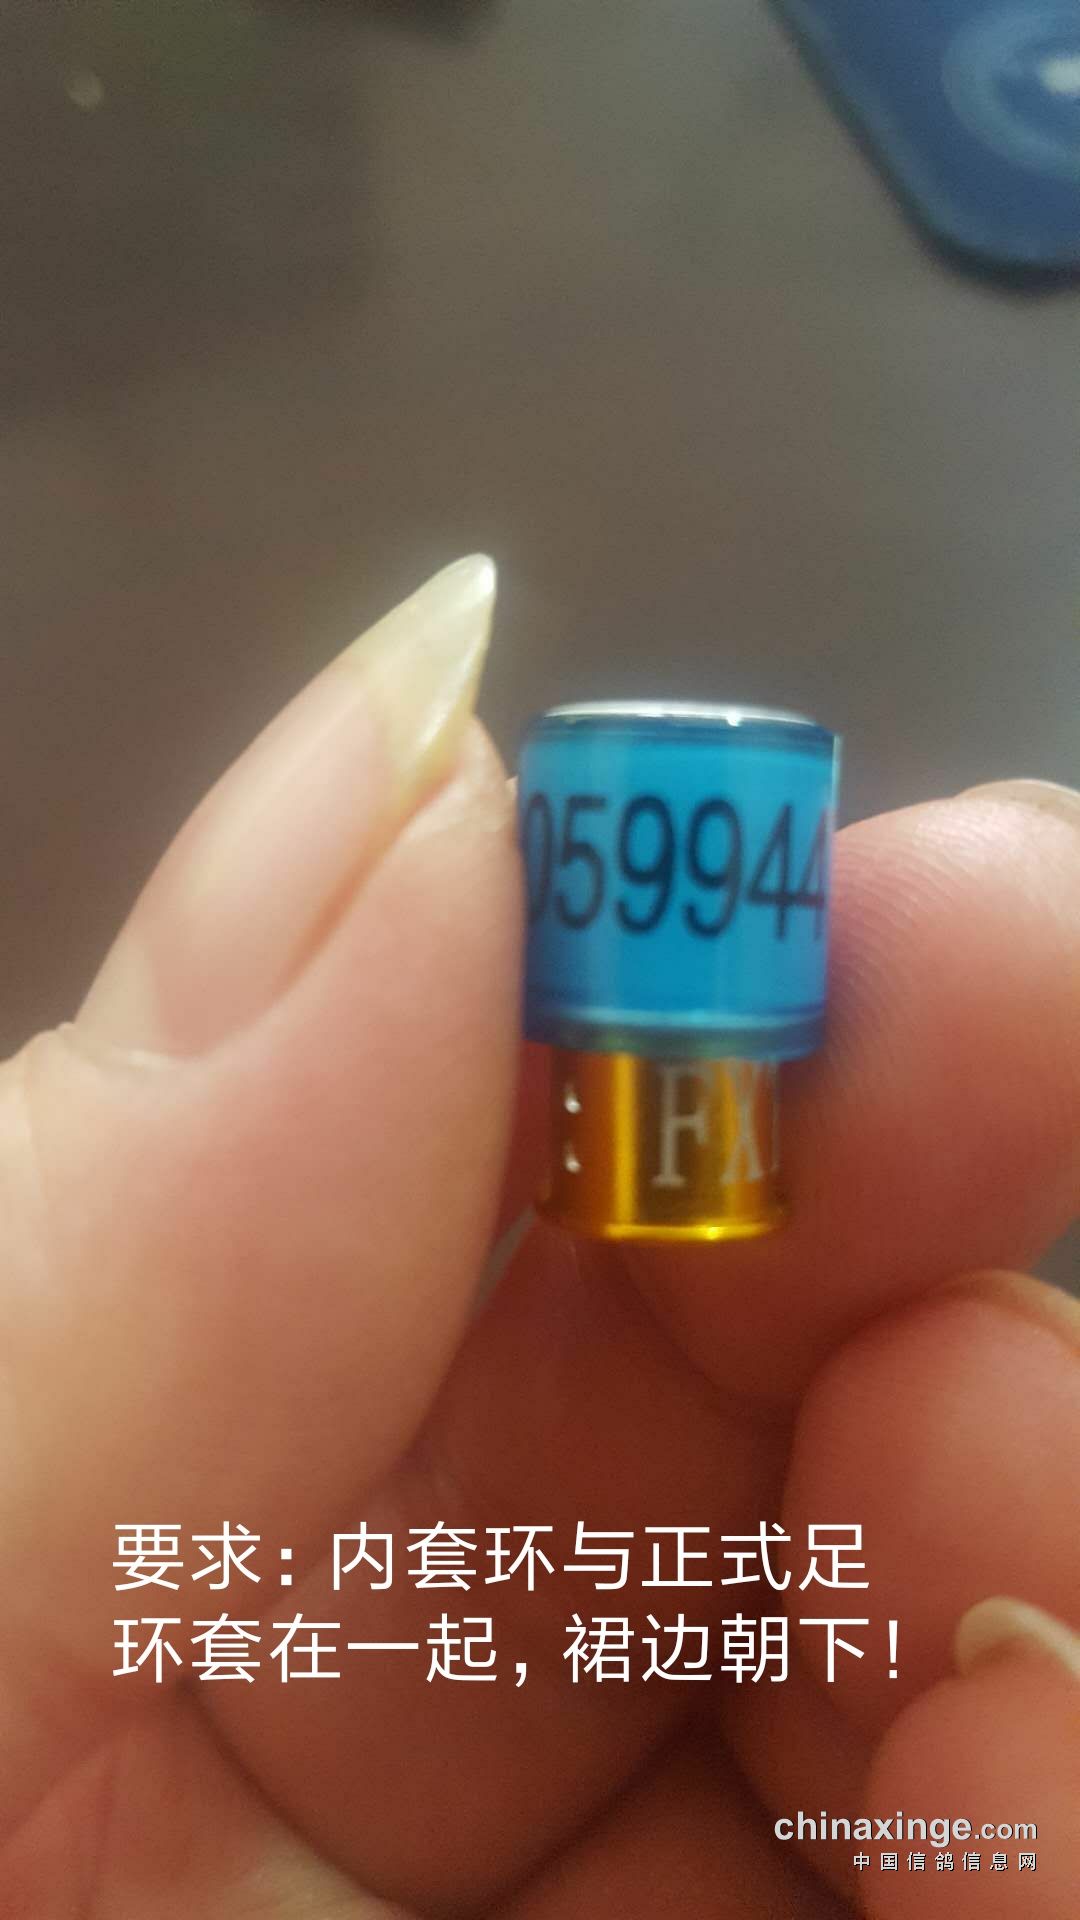 059944
: FX
要求：内套环与正式足
环套在一起，裙边朝下！
chinaxinge.com
中国信鸽信息网